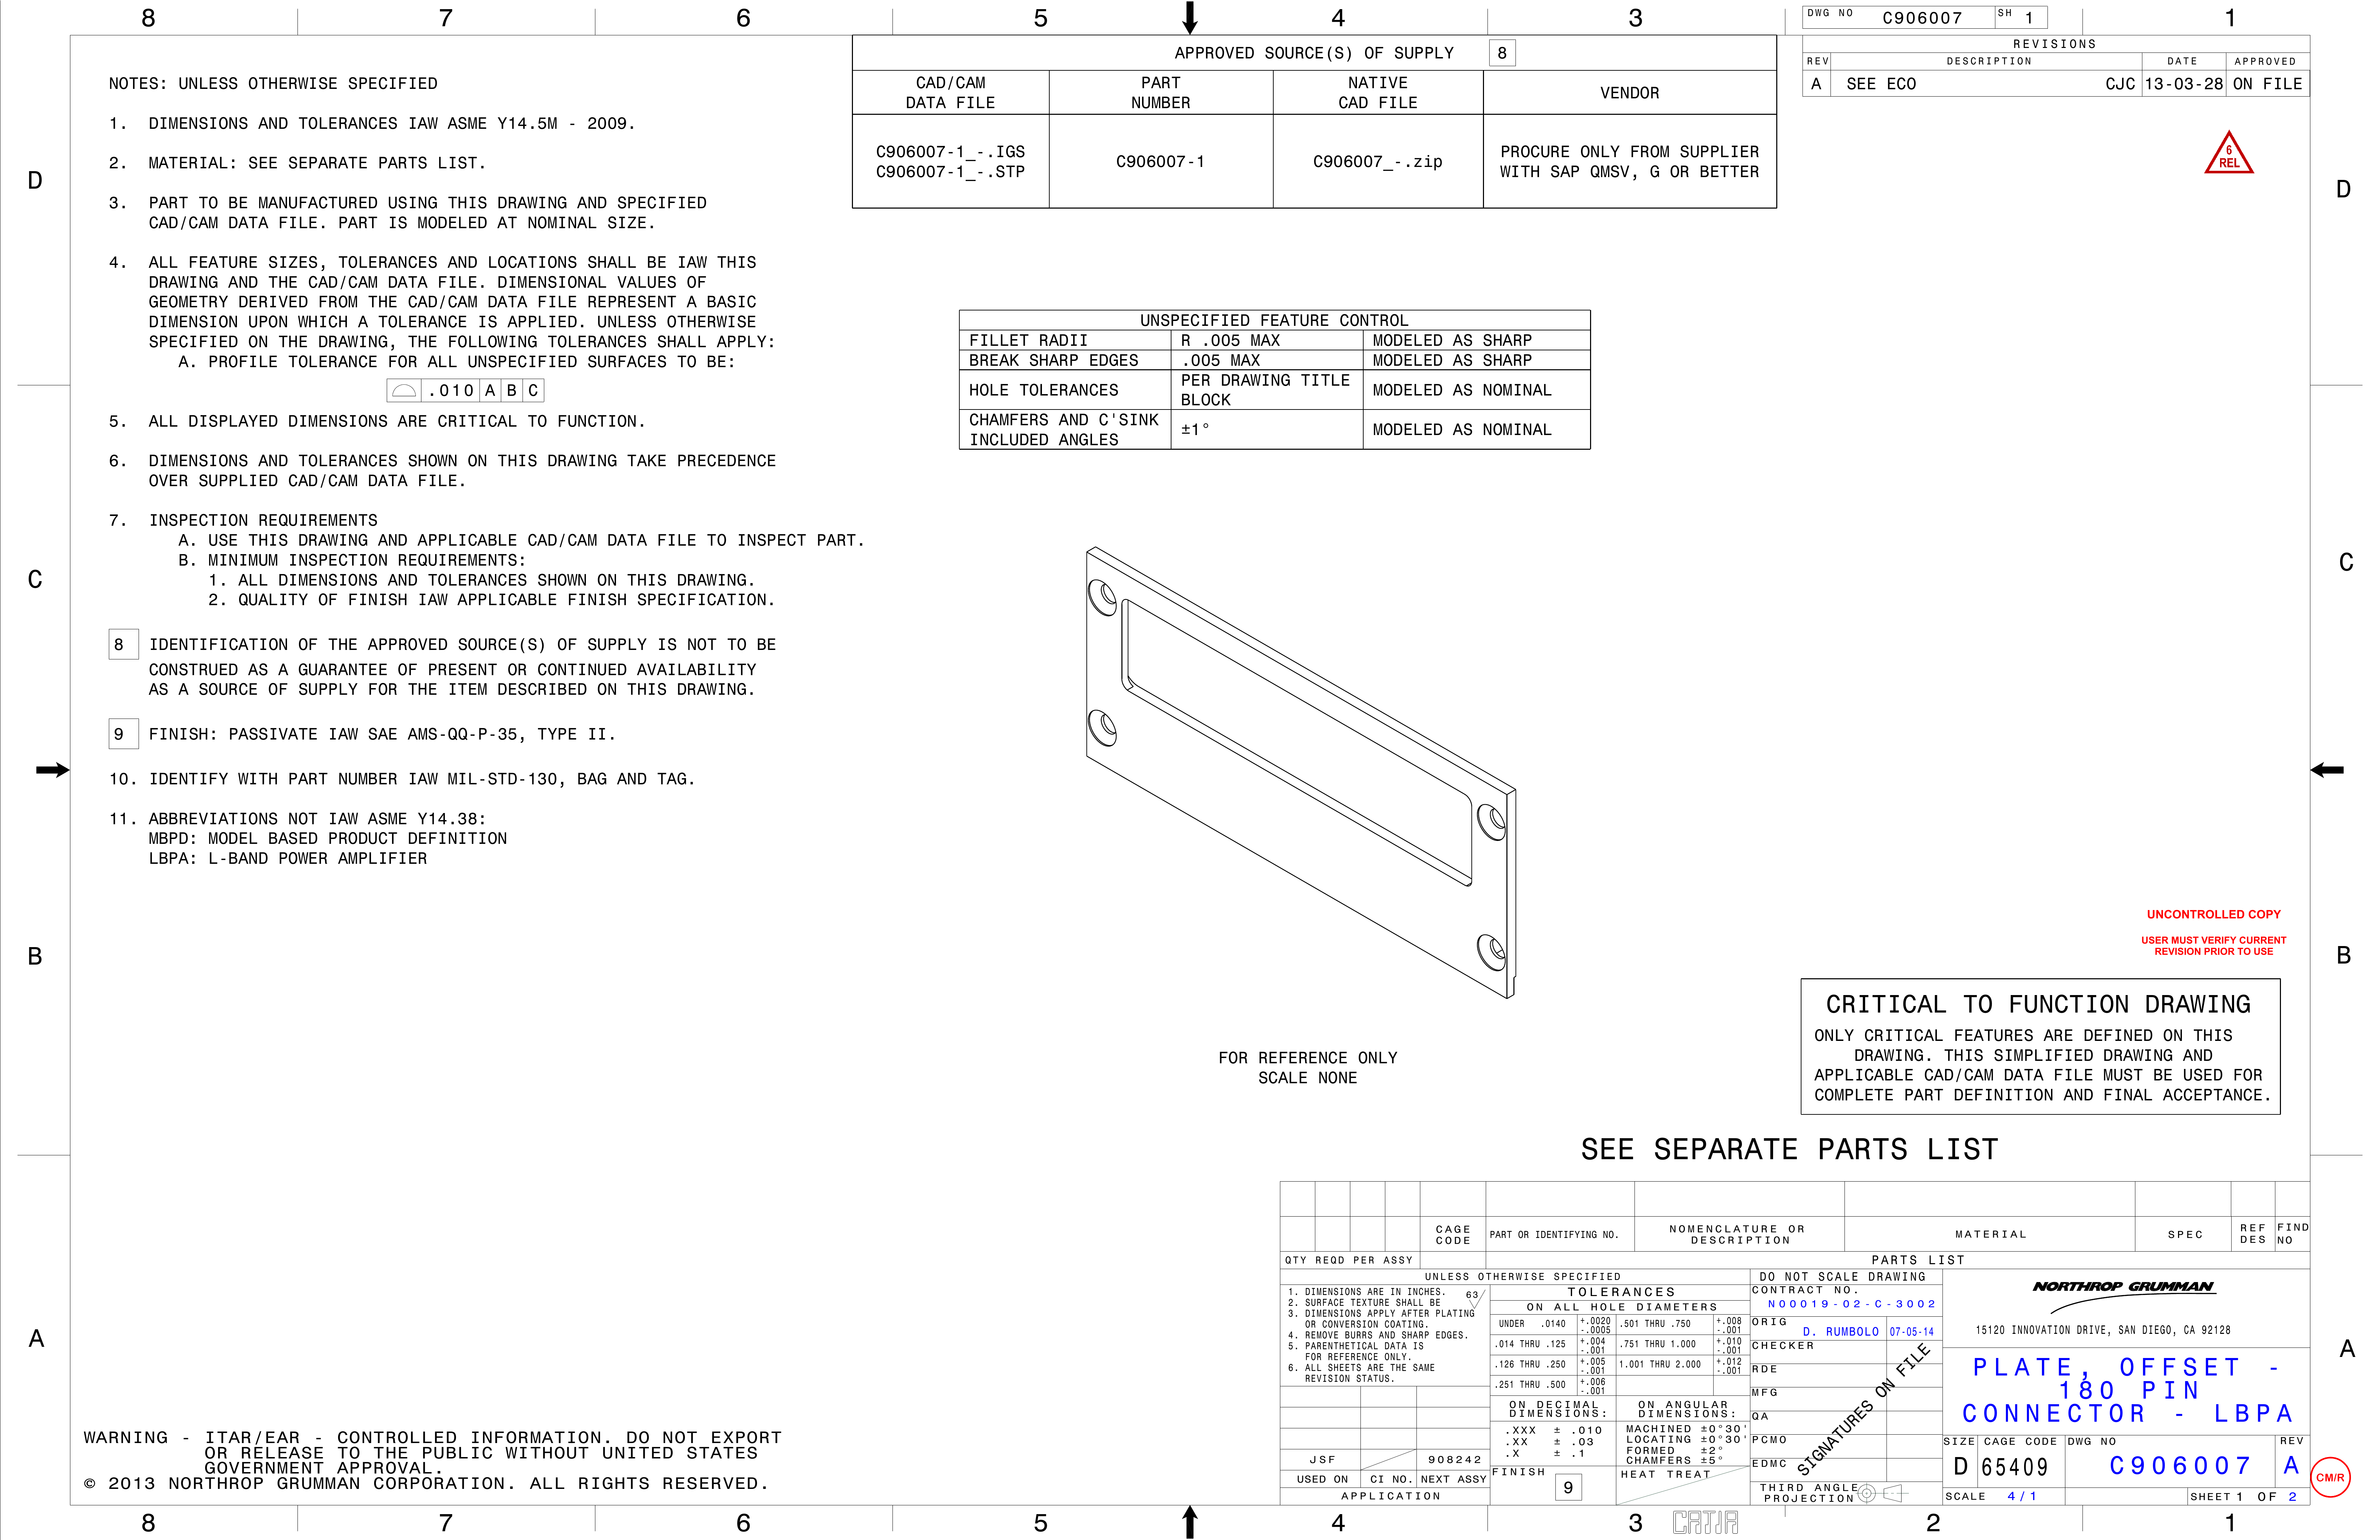 8 7 6 5 4 3 1
DWG NO C906007 SH 1
NOTES: UNLESS OTHERWISE SPECIFIED
1. DIMENSIONS AND TOLERANCES IAW ASME Y14.5M - 2009.
2. MATERIAL: SEE SEPARATE PARTS LIST.
3. PART TO BE MANUFACTURED USING THIS DRAWING AND SPECIFIED
CAD/CAM DATA FILE. PART IS MODELED AT NOMINAL SIZE.
4. ALL FEATURE SIZES, TOLERANCES AND LOCATIONS SHALL BE IAW THIS
DRAWING AND THE CAD/CAM DATA FILE. DIMENSIONAL VALUES OF
GEOMETRY DERIVED FROM THE CAD/CAM DATA FILE REPRESENT A BASIC
DIMENSION UPON WHICH A TOLERANCE IS APPLIED. UNLESS OTHERWISE
SPECIFIED ON THE DRAWING, THE FOLLOWING TOLERANCES SHALL APPLY:
A. PROFILE TOLERANCE FOR ALL UNSPECIFIED SURFACES TO BE:
.010 A B C
5. ALL DISPLAYED DIMENSIONS ARE CRITICAL TO FUNCTION.
6. DIMENSIONS AND TOLERANCES SHOWN ON THIS DRAWING TAKE PRECEDENCE
OVER SUPPLIED CAD/CAM DATA FILE.
7. INSPECTION REQUIREMENTS
A. USE THIS DRAWING AND APPLICABLE CAD/CAM DATA FILE TO INSPECT PART.
B. MINIMUM INSPECTION REQUIREMENTS:
1. ALL DIMENSIONS AND TOLERANCES SHOWN ON THIS DRAWING.
2. QUALITY OF FINISH IAW APPLICABLE FINISH SPECIFICATION.
8 IDENTIFICATION OF THE APPROVED SOURCE(S) OF SUPPLY IS NOT TO BE
CONSTRUED AS A GUARANTEE OF PRESENT OR CONTINUED AVAILABILITY
AS A SOURCE OF SUPPLY FOR THE ITEM DESCRIBED ON THIS DRAWING.
9 FINISH: PASSIVATE IAW SAE AMS-QQ-P-35, TYPE II.
10. IDENTIFY WITH PART NUMBER IAW MIL-STD-130, BAG AND TAG.
11. ABBREVIATIONS NOT IAW ASME Y14.38:
MBPD: MODEL BASED PRODUCT DEFINITION
LBPA: L-BAND POWER AMPLIFIER
APPROVED SOURCE(S) OF SUPPLY 8
CAD/CAM DATA FILE PART NUMBER NATIVE CAD FILE VENDOR
C906007-1_-.IGS
C906007-1_-.STP
C906007-1
C906007_-.zip
PROCURE ONLY FROM SUPPLIER
WITH SAP QMSV, G OR BETTER
REVISIONS
REV DESCRIPTION DATE APPROVED
A SEE ECO CJC 13-03-28 ON FILE
6
REL
D D
C C
B B
A A
UNSPECIFIED FEATURE CONTROL
FILLET RADII R .005 MAX MODELED AS SHARP
BREAK SHARP EDGES .005 MAX MODELED AS SHARP
HOLE TOLERANCES PER DRAWING TITLE BLOCK MODELED AS NOMINAL
CHAMFERS AND C'SINK INCLUDED ANGLES ±1° MODELED AS NOMINAL
FOR REFERENCE ONLY
SCALE NONE
UNCONTROLLED COPY
USER MUST VERIFY CURRENT
REVISION PRIOR TO USE
CRITICAL TO FUNCTION DRAWING
ONLY CRITICAL FEATURES ARE DEFINED ON THIS
DRAWING. THIS SIMPLIFIED DRAWING AND
APPLICABLE CAD/CAM DATA FILE MUST BE USED FOR
COMPLETE PART DEFINITION AND FINAL ACCEPTANCE.
SEE SEPARATE PARTS LIST
CAGE CODE PART OR IDENTIFYING NO. NOMENCLATURE OR DESCRIPTION MATERIAL SPEC REF DES FIND NO
QTY REQD PER ASSY PARTS LIST
UNLESS OTHERWISE SPECIFIED
1. DIMENSIONS ARE IN INCHES.
2. SURFACE TEXTURE SHALL BE 63
3. DIMENSIONS APPLY AFTER PLATING
OR CONVERSION COATING.
4. REMOVE BURRS AND SHARP EDGES.
5. PARENTHETICAL DATA IS
FOR REFERENCE ONLY.
6. ALL SHEETS ARE THE SAME
REVISION STATUS.
TOLERANCES
ON ALL HOLE DIAMETERS
UNDER .0140 +.0020 -.0005 .501 THRU .750 +.008 -.001
.014 THRU .125 +.004 -.001 .751 THRU 1.000 +.010 -.001
.126 THRU .250 +.005 -.001 1.001 THRU 2.000 +.012 -.001
.251 THRU .500 +.006 -.001
ON DECIMAL DIMENSIONS:
.XXX ± .010
.XX ± .03
.X ± .1
ON ANGULAR DIMENSIONS:
MACHINED ±0°30'
LOCATING ±0°30'
FORMED ±2°
CHAMFERS ±5°
FINISH 9
HEAT TREAT
JSF 908242
USED ON CI NO. NEXT ASSY
APPLICATION
DO NOT SCALE DRAWING
CONTRACT NO.
N00019-02-C-3002
ORIG D. RUMBOLO 07-05-14
CHECKER
RDE
MFG
QA
PCMO
EDMC
SIGNATURES ON FILE
THIRD ANGLE
PROJECTION
NORTHROP GRUMMAN
15120 INNOVATION DRIVE, SAN DIEGO, CA 92128
PLATE, OFFSET -
180 PIN
CONNECTOR - LBPA
SIZE CAGE CODE DWG NO REV
D 65409 C906007 A
SCALE 4/1 SHEET 1 OF 2
CM/R
WARNING - ITAR/EAR - CONTROLLED INFORMATION. DO NOT EXPORT
OR RELEASE TO THE PUBLIC WITHOUT UNITED STATES
GOVERNMENT APPROVAL.
© 2013 NORTHROP GRUMMAN CORPORATION. ALL RIGHTS RESERVED.
8 7 6 5 4 3 CATIA 2 1